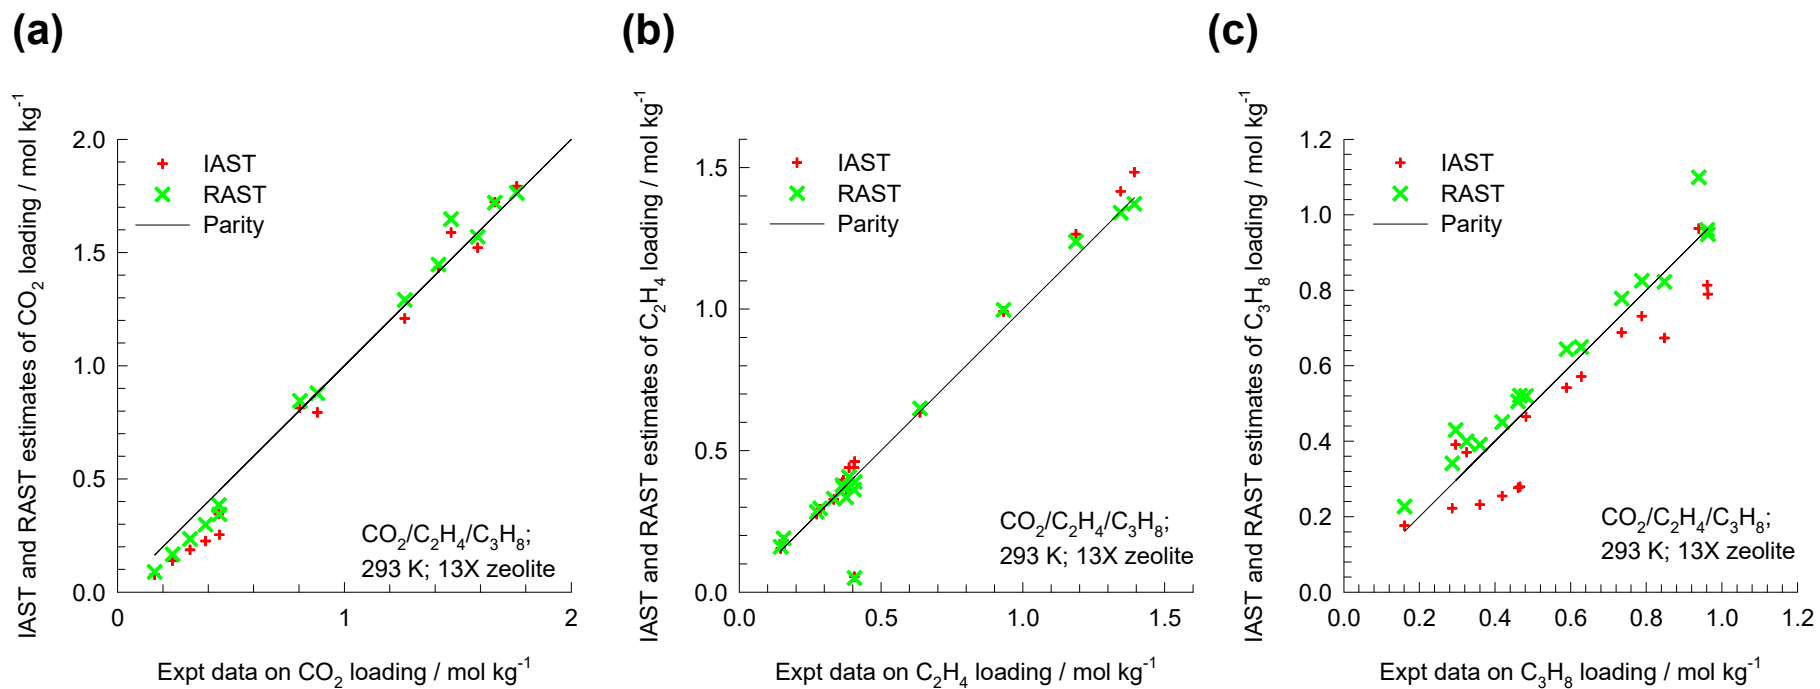 (a)
IAST and RAST estimates of CO₂ loading / mol kg⁻¹
2.0
1.5
1.0
0.5
0.0
IAST
RAST
Parity
CO₂/C₂H₄/C₃H₈;
293 K; 13X zeolite
0 1 2
Expt data on CO₂ loading / mol kg⁻¹
(b)
IAST and RAST estimates of C₂H₄ loading / mol kg⁻¹
1.5
1.0
0.5
0.0
IAST
RAST
Parity
CO₂/C₂H₄/C₃H₈;
293 K; 13X zeolite
0.0 0.5 1.0 1.5
Expt data on C₂H₄ loading / mol kg⁻¹
(c)
IAST and RAST estimates of C₃H₈ loading / mol kg⁻¹
1.2
1.0
0.8
0.6
0.4
0.2
0.0
IAST
RAST
Parity
CO₂/C₂H₄/C₃H₈;
293 K; 13X zeolite
0.0 0.2 0.4 0.6 0.8 1.0 1.2
Expt data on C₃H₈ loading / mol kg⁻¹